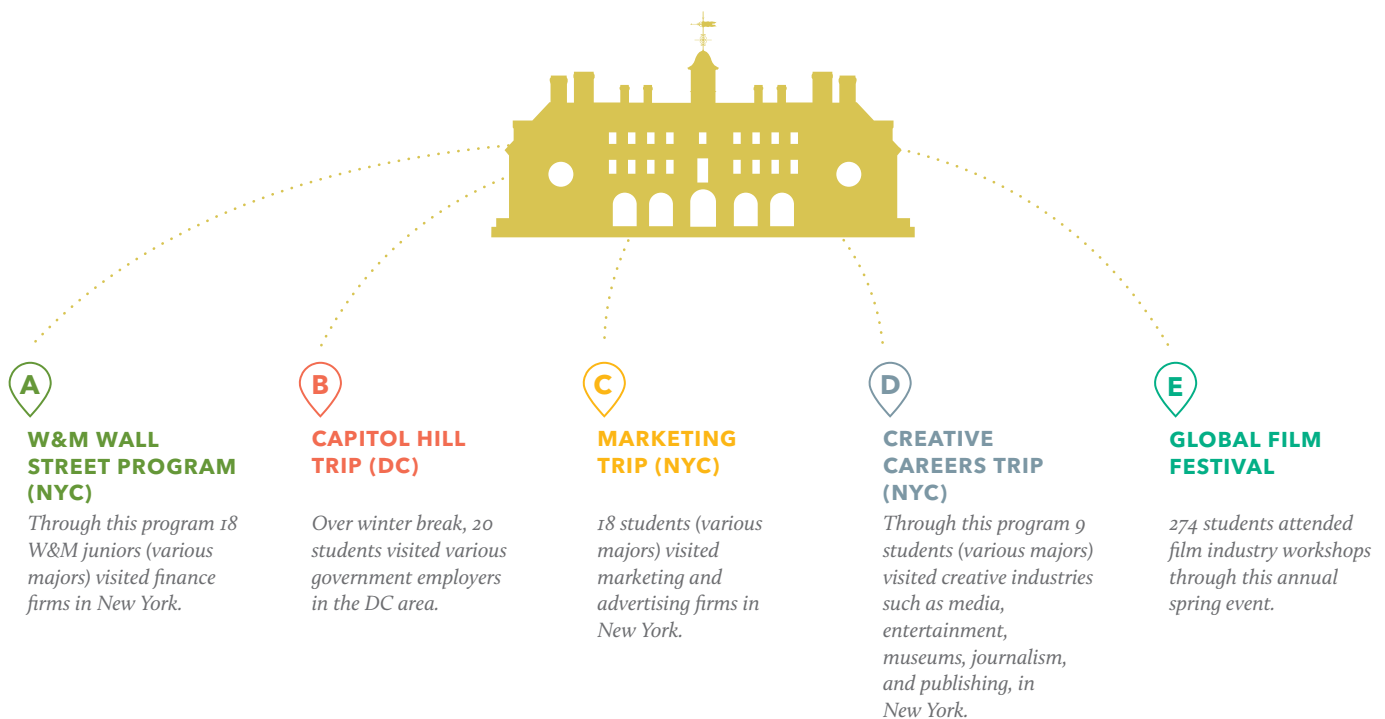 A
W&M WALL
STREET PROGRAM
(NYC)
Through this program 18
W&M juniors (various
majors) visited finance
firms in New York.
B
CAPITOL HILL
TRIP (DC)
Over winter break, 20
students visited various
government employers
in the DC area.
C
MARKETING
TRIP (NYC)
18 students (various
majors) visited
marketing and
advertising firms in
New York.
D
CREATIVE
CAREERS TRIP
(NYC)
Through this program 9
students (various majors)
visited creative industries
such as media,
entertainment,
museums, journalism,
and publishing, in
New York.
E
GLOBAL FILM
FESTIVAL
274 students attended
film industry workshops
through this annual
spring event.